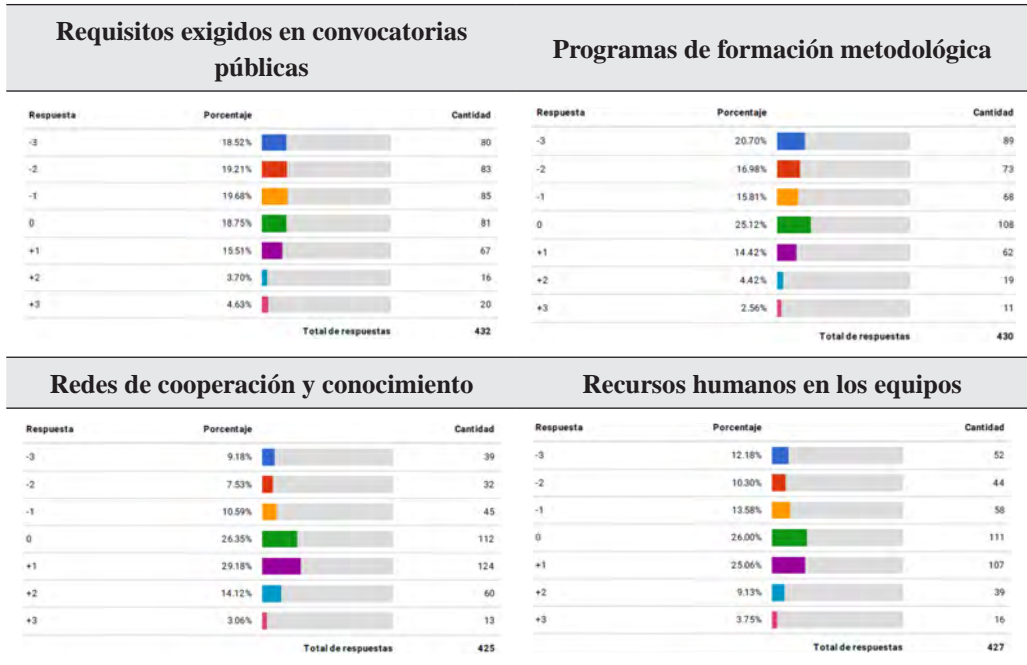 Requisitos exigidos en convocatorias
públicas
Respuesta Porcentaje Cantidad
-3 18.52% 80
-2 19.21% 83
-1 19.68% 85
0 18.75% 81
+1 15.51% 67
+2 3.70% 16
+3 4.63% 20
Total de respuestas 432
Programas de formación metodológica
Respuesta Porcentaje Cantidad
-3 20.70% 89
-2 16.98% 73
-1 15.81% 68
0 25.12% 108
+1 14.42% 62
+2 4.42% 19
+3 2.56% 11
Total de respuestas 430
Redes de cooperación y conocimiento
Respuesta Porcentaje Cantidad
-3 9.18% 39
-2 7.53% 32
-1 10.59% 45
0 26.35% 112
+1 29.18% 124
+2 14.12% 60
+3 3.06% 13
Total de respuestas 425
Recursos humanos en los equipos
Respuesta Porcentaje Cantidad
-3 12.18% 52
-2 10.30% 44
-1 13.58% 58
0 26.00% 111
+1 25.06% 107
+2 9.13% 39
+3 3.75% 16
Total de respuestas 427